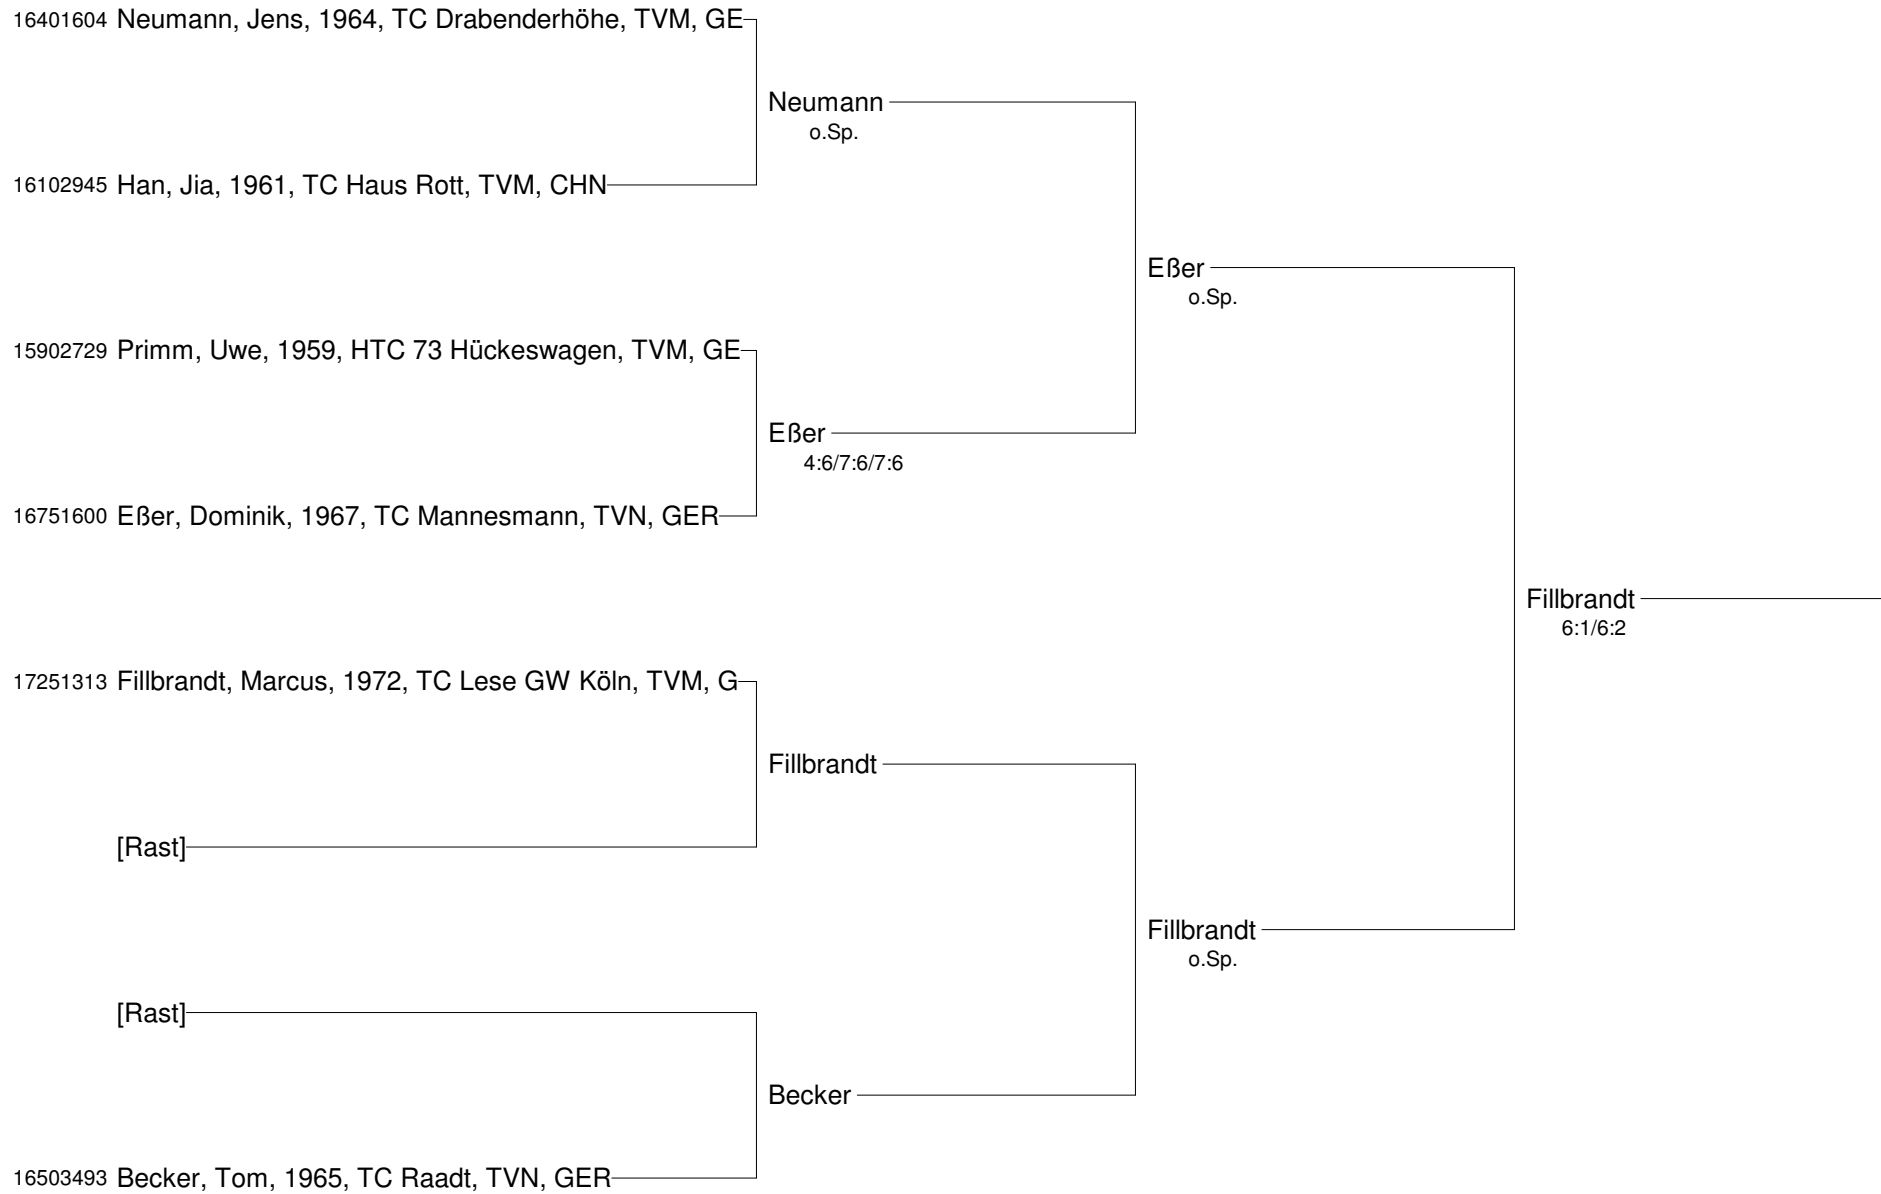 16401604 Neumann, Jens, 1964, TC Drabenderhöhe, TVM, GE
Neumann
o.Sp.
16102945 Han, Jia, 1961, TC Haus Rott, TVM, CHN
Eßer
o.Sp.
15902729 Primm, Uwe, 1959, HTC 73 Hückeswagen, TVM, GE
Eßer
4:6/7:6/7:6
16751600 Eßer, Dominik, 1967, TC Mannesmann, TVN, GER
Fillbrandt
6:1/6:2
17251313 Fillbrandt, Marcus, 1972, TC Lese GW Köln, TVM, G
Fillbrandt
[Rast]
Fillbrandt
o.Sp.
[Rast]
Becker
16503493 Becker, Tom, 1965, TC Raadt, TVN, GER